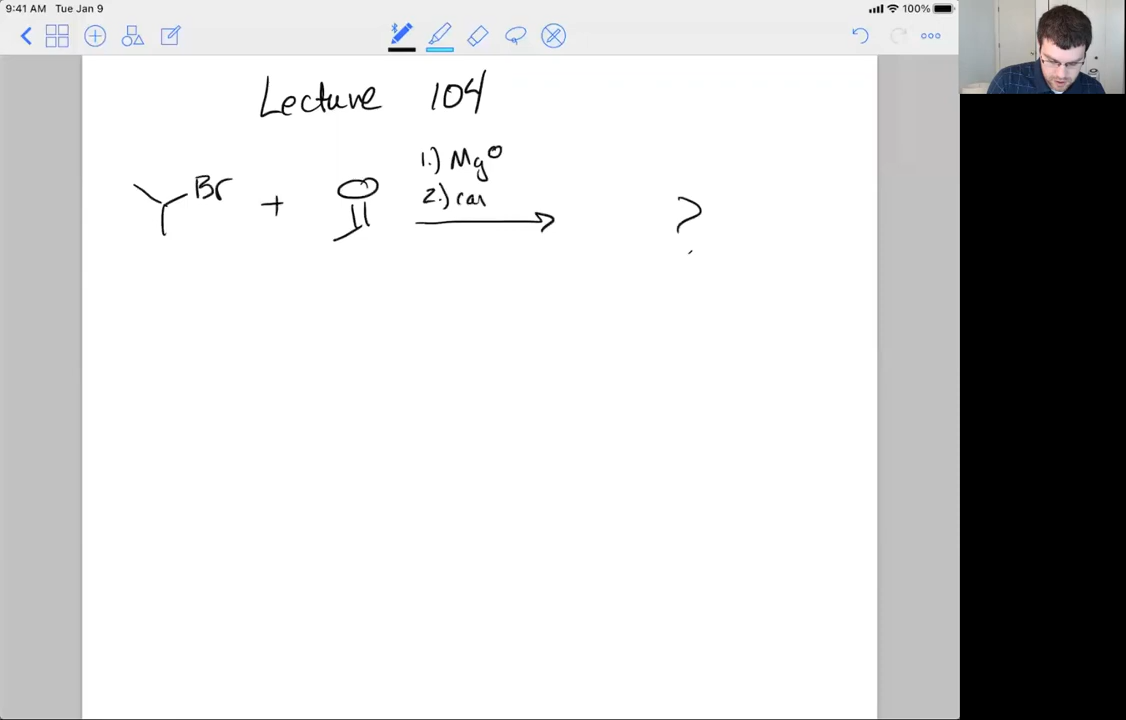 9:41 AM Tue Jan 9
100%
Lecture 104
1.) Mg⁰
2.) car
Br + O ?